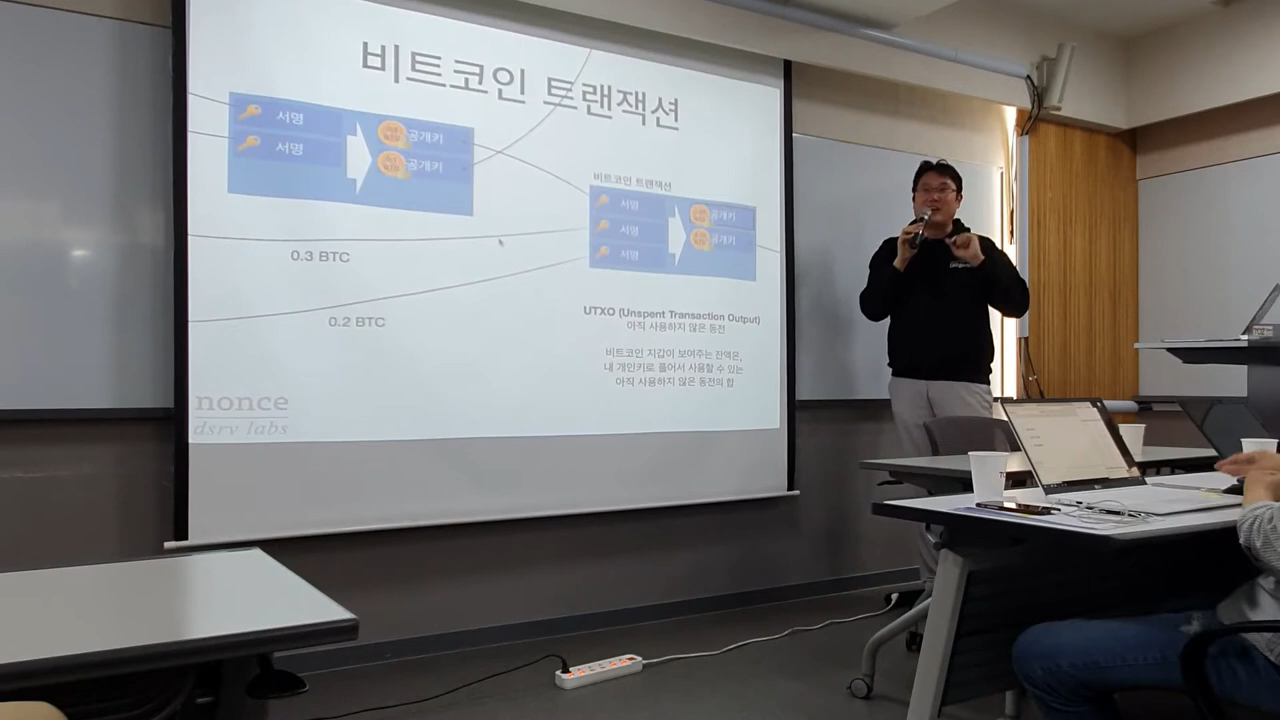 비트코인 트랜잭션
서명
서명
공개키
공개키
비트코인 트랜잭션
서명
서명
서명
공개키
공개키
0.3 BTC
0.2 BTC
UTXO (Unspent Transaction Output)
아직 사용하지 않은 동전
비트코인 지갑이 보여주는 잔액은,
내 개인키로 풀어서 사용할 수 있는
아직 사용하지 않은 동전의 합
nonce
dsrv labs